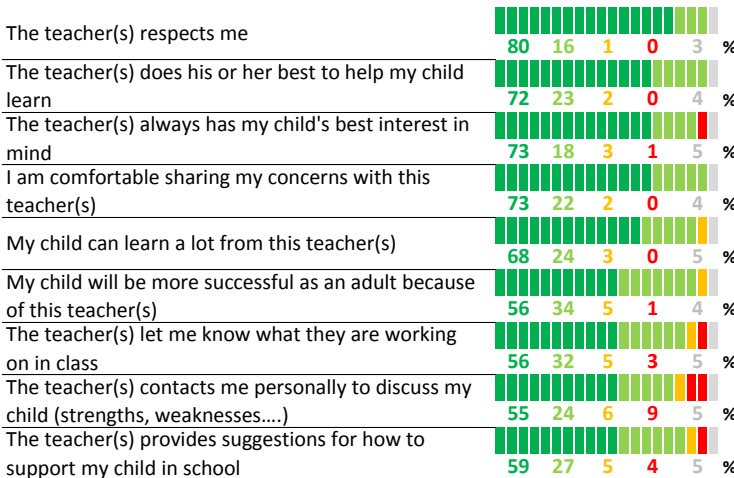 The teacher(s) respects me
80 16 1 0 3 %
The teacher(s) does his or her best to help my child
learn
72 23 2 0 4 %
The teacher(s) always has my child's best interest in
mind
73 18 3 1 5 %
I am comfortable sharing my concerns with this
teacher(s)
73 22 2 0 4 %
My child can learn a lot from this teacher(s)
68 24 3 0 5 %
My child will be more successful as an adult because
of this teacher(s)
56 34 5 1 4 %
The teacher(s) let me know what they are working
on in class
56 32 5 3 5 %
The teacher(s) contacts me personally to discuss my
child (strengths, weaknesses….)
55 24 6 9 5 %
The teacher(s) provides suggestions for how to
support my child in school
59 27 5 4 5 %